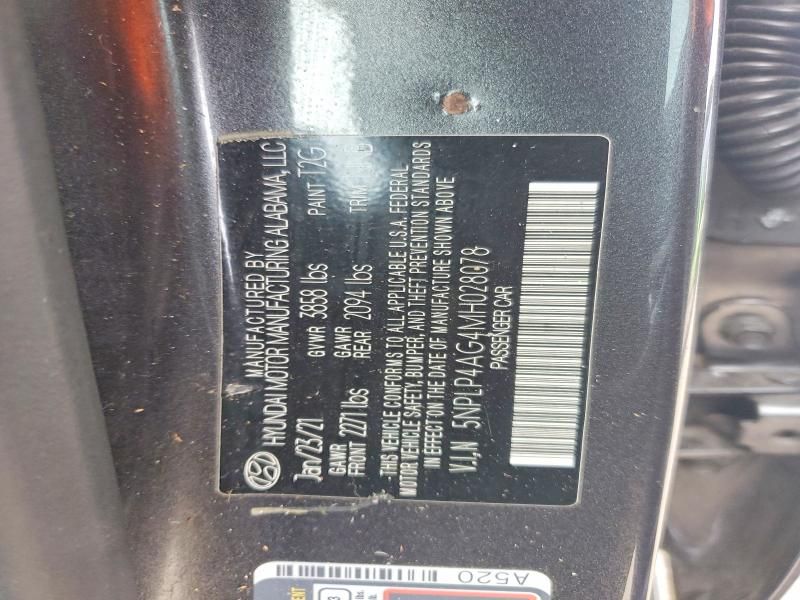 MANUFACTURED BY
HYUNDAI MOTOR MANUFACTURING ALABAMA, LLC
Jan/23/21 GVWR 3858 lbs PAINT T2G
GAWR FRONT 2271 lbs GAWR REAR 2094 lbs TRIM
THIS VEHICLE CONFORMS TO ALL APPLICABLE U.S.A. FEDERAL
MOTOR VEHICLE SAFETY, BUMPER, AND THEFT PREVENTION STANDARDS
IN EFFECT ON THE DATE OF MANUFACTURE SHOWN ABOVE
V.I.N 5NPLP4AG4MH028078
PASSENGER CAR
A520